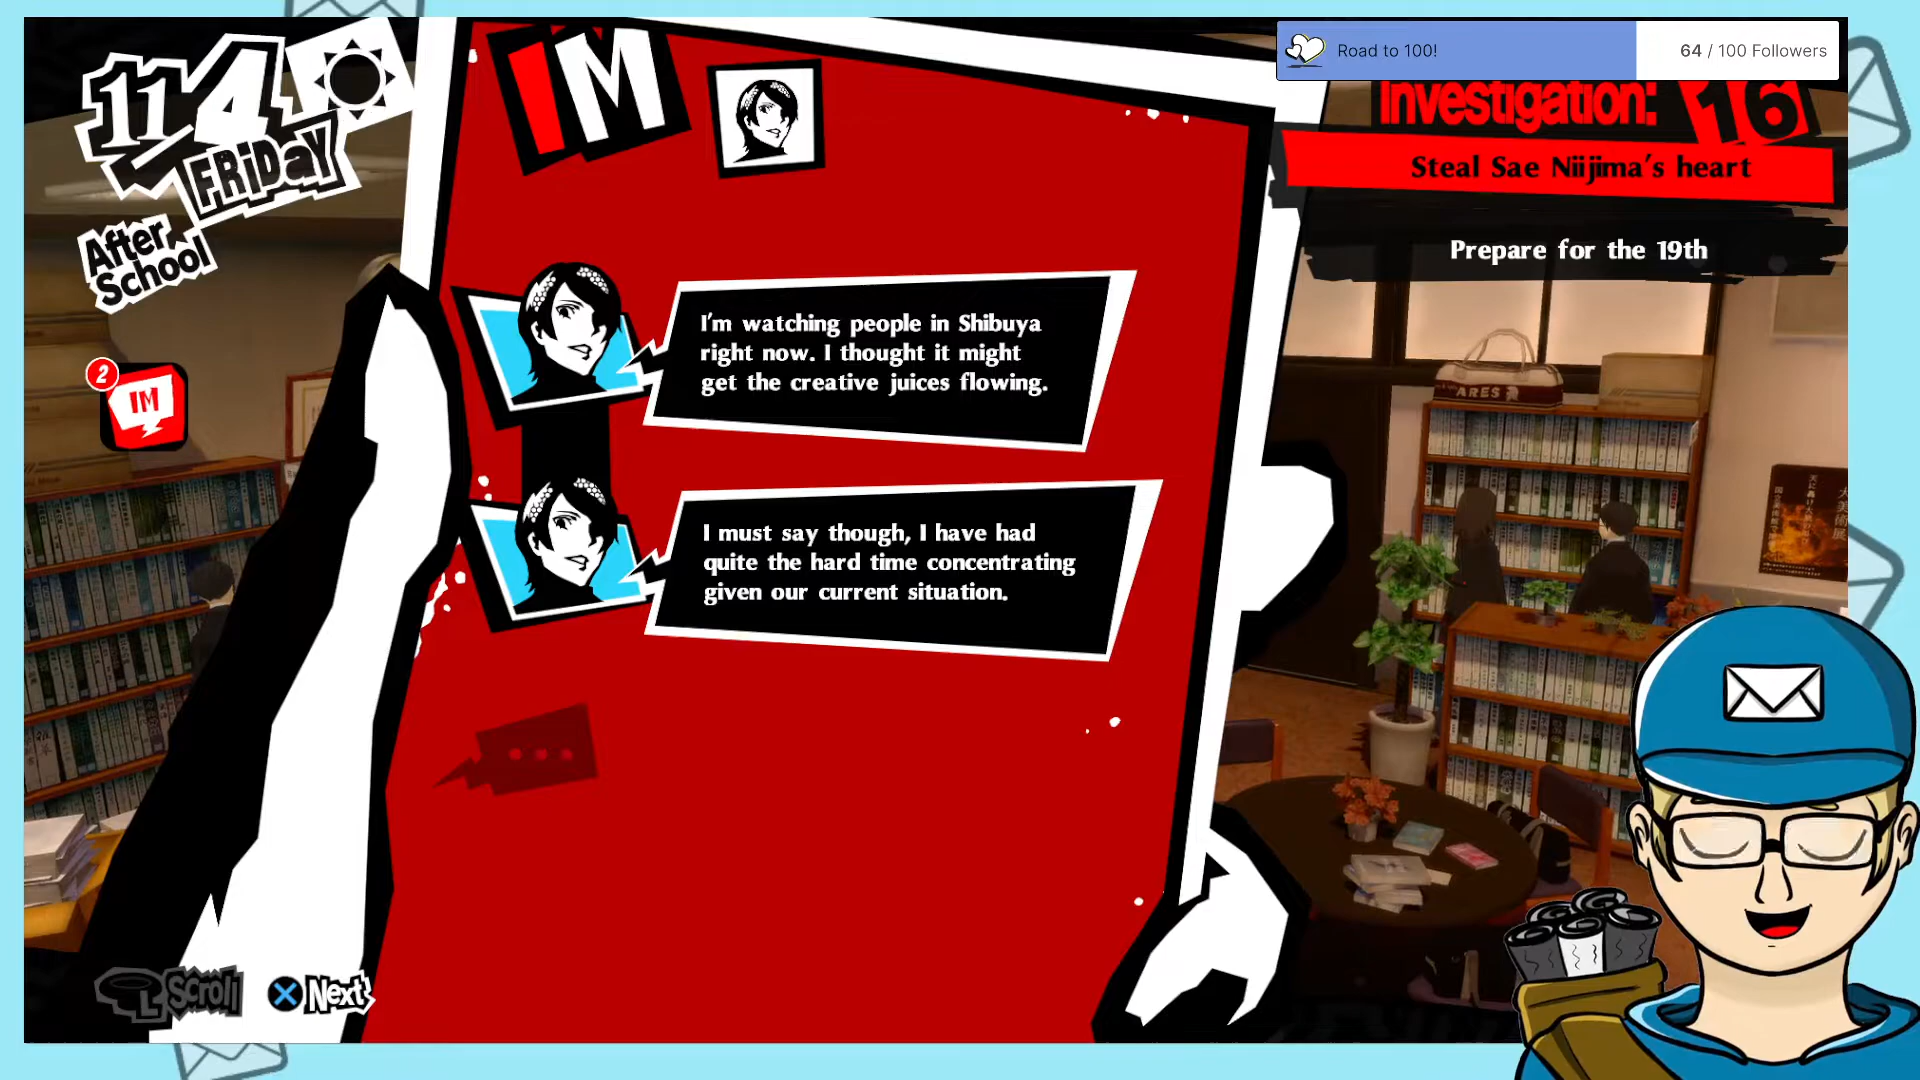 11/4
FRiDay
After School
IM
Road to 100!
64 / 100 Followers
Investigation: 16
Steal Sae Niijima's heart
Prepare for the 19th
I'm watching people in Shibuya
right now. I thought it might
get the creative juices flowing.
2
IM
ARES
I must say though, I have had
quite the hard time concentrating
given our current situation.
L Scroll
Next